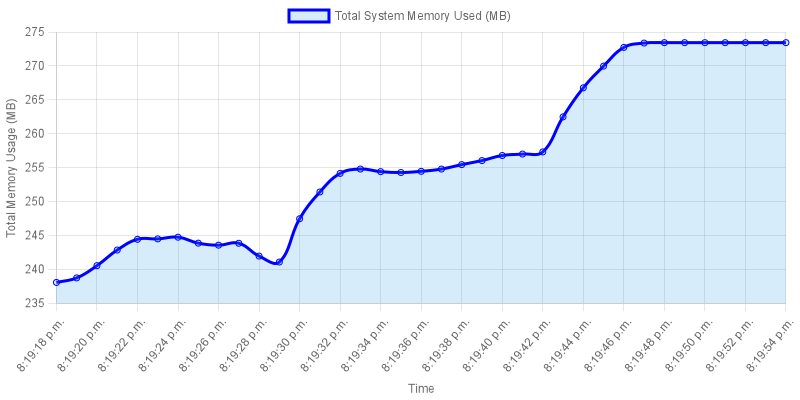 Total System Memory Used (MB)
275
270
265
260
255
250
245
240
235
Total Memory Usage (MB)
8:19:18 p.m.
8:19:20 p.m.
8:19:22 p.m.
8:19:24 p.m.
8:19:26 p.m.
8:19:28 p.m.
8:19:30 p.m.
8:19:32 p.m.
8:19:34 p.m.
8:19:36 p.m.
8:19:38 p.m.
8:19:40 p.m.
8:19:42 p.m.
8:19:44 p.m.
8:19:46 p.m.
8:19:48 p.m.
8:19:50 p.m.
8:19:52 p.m.
8:19:54 p.m.
Time